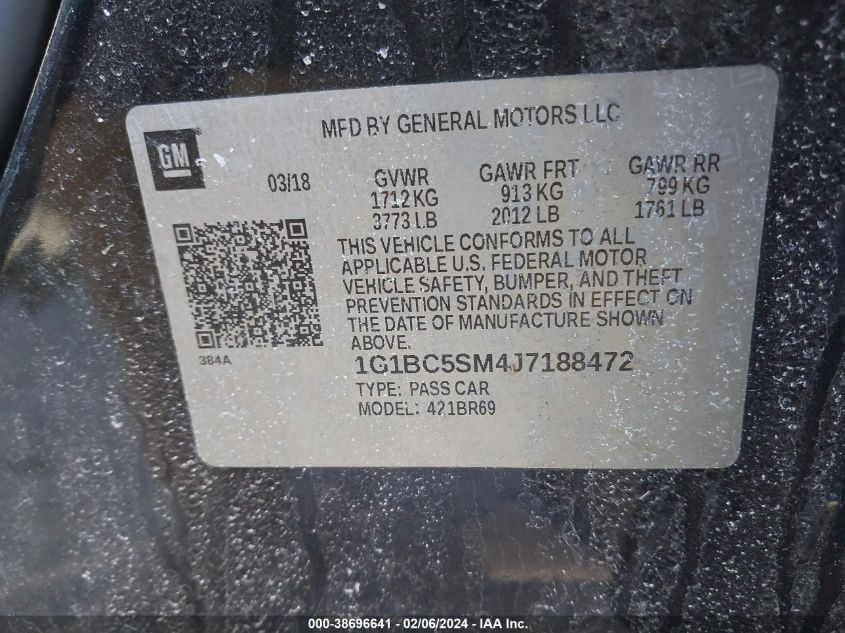 MFD BY GENERAL MOTORS LLC
GM
03/18 GVWR GAWR FRT GAWR RR
1712 KG 913 KG 799 KG
3773 LB 2012 LB 1761 LB
THIS VEHICLE CONFORMS TO ALL
APPLICABLE U.S. FEDERAL MOTOR
VEHICLE SAFETY, BUMPER, AND THEFT
PREVENTION STANDARDS IN EFFECT ON
THE DATE OF MANUFACTURE SHOWN
ABOVE.
384A
1G1BC5SM4J7188472
TYPE: PASS CAR
MODEL: 421BR69
000-38696641 - 02/06/2024 - IAA Inc.